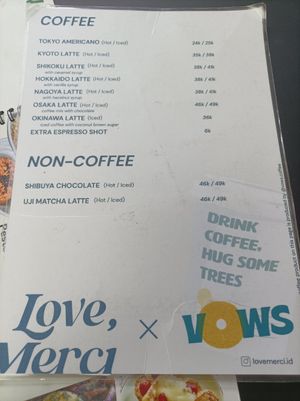 COFFEE
TOKYO AMERICANO (Hot / Iced) 24k / 25k
KYOTO LATTE (Hot / Iced) 35k / 38k
SHIKOKU LATTE (Hot / Iced) 38k / 41k
with caramel syrup
HOKKAIDO LATTE (Hot / Iced) 38k / 41k
with vanilla syrup
NAGOYA LATTE (Hot / Iced) 38k / 41k
with hazelnut syrup
OSAKA LATTE (Hot / Iced) 46k / 49k
coffee mix with chocolate
OKINAWA LATTE (Iced) 36k
Iced coffee with coconut brown sugar
EXTRA ESPRESSO SHOT 6k
NON-COFFEE
SHIBUYA CHOCOLATE (Hot / Iced) 46k / 49k
UJI MATCHA LATTE (Hot / Iced) 46k / 49k
DRINK
COFFEE,
HUG SOME
TREES
Love,
Merci
×
VOWS
lovemerci.id